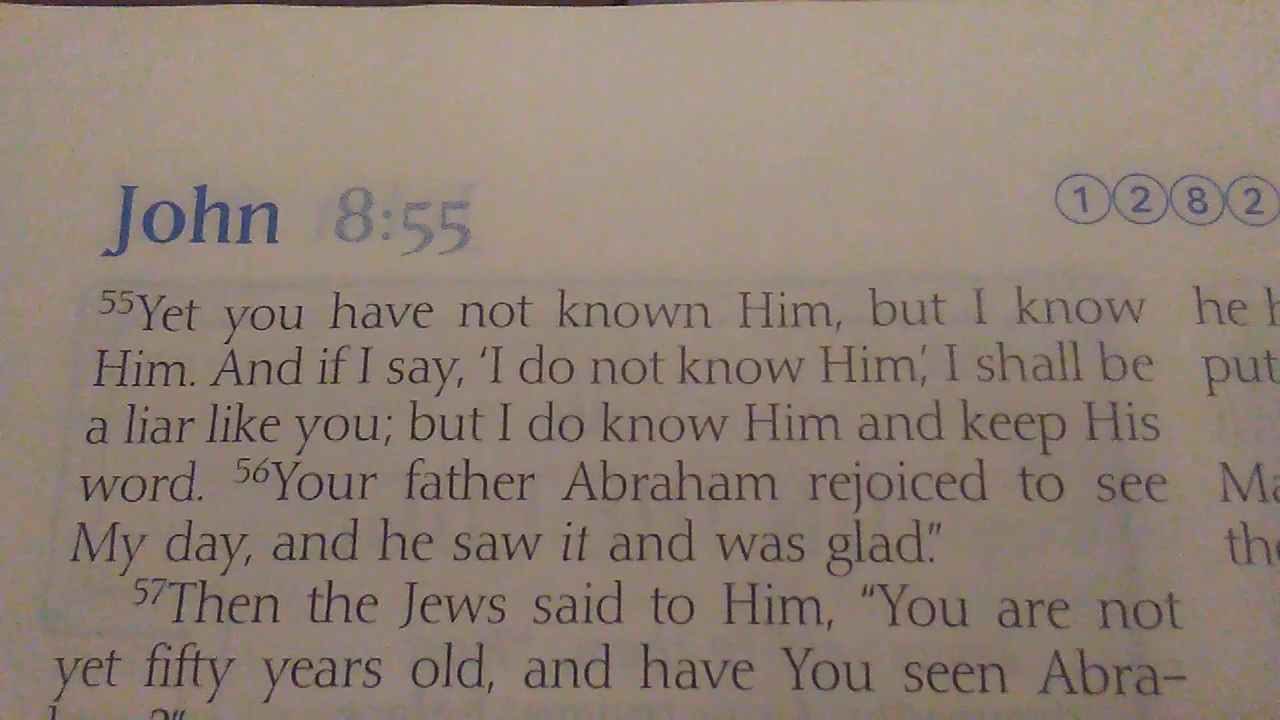 John 8:55
1282
55Yet you have not known Him, but I know
Him. And if I say, ‘I do not know Him,’ I shall be
a liar like you; but I do know Him and keep His
word. 56Your father Abraham rejoiced to see
My day, and he saw it and was glad.”
57Then the Jews said to Him, “You are not
yet fifty years old, and have You seen Abra-
he
put